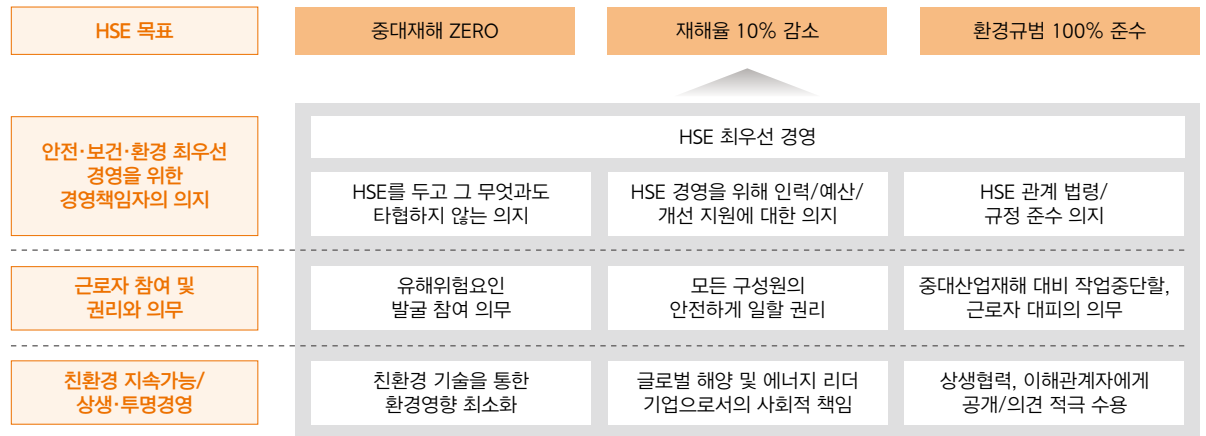 HSE 목표
중대재해 ZERO
재해율 10% 감소
환경규범 100% 준수
안전·보건·환경 최우선
경영을 위한
경영책임자의 의지
HSE 최우선 경영
HSE를 두고 그 무엇과도
타협하지 않는 의지
HSE 경영을 위해 인력/예산/
개선 지원에 대한 의지
HSE 관계 법령/
규정 준수 의지
근로자 참여 및
권리와 의무
유해위험요인
발굴 참여 의무
모든 구성원의
안전하게 일할 권리
중대산업재해 대비 작업중단할,
근로자 대피의 의무
친환경 지속가능/
상생·투명경영
친환경 기술을 통한
환경영향 최소화
글로벌 해양 및 에너지 리더
기업으로서의 사회적 책임
상생협력, 이해관계자에게
공개/의견 적극 수용